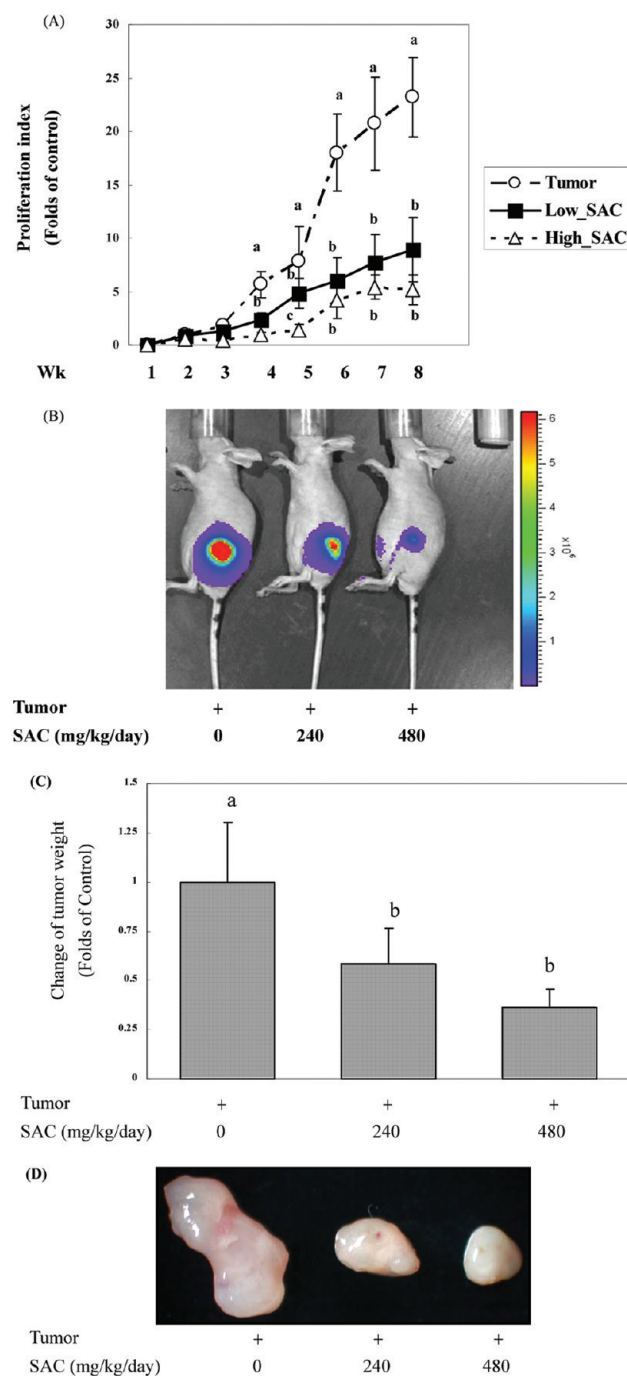 (A)
30
25
20
15
10
5
0
Proliferation index
(Folds of control)
a
a
a
a
a
b
b
b
b
b
c
b
b
b
Tumor
Low_SAC
High_SAC
Wk 1 2 3 4 5 6 7 8
(B)
6
5
4
3
2
1
x10^6
Tumor + + +
SAC (mg/kg/day) 0 240 480
(C)
1.5
1.25
1
0.75
0.5
0.25
0
Change of tumor weight
(Folds of Control)
a
b
b
Tumor + + +
SAC (mg/kg/day) 0 240 480
(D)
Tumor + + +
SAC (mg/kg/day) 0 240 480